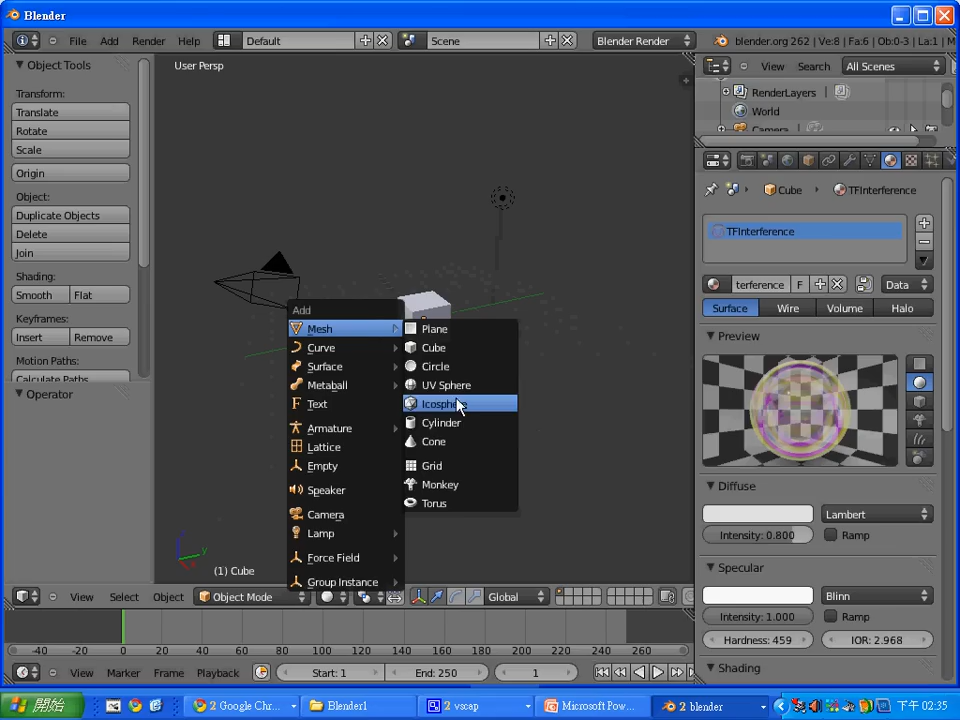 Blender
File Add Render Help Default Scene Blender Render blender.org 262 | Ve:8 | Fa:6 | Ob:0-3 | La:1 | M
Object Tools
Transform:
Translate
Rotate
Scale
Origin
Object:
Duplicate Objects
Delete
Join
Shading:
Smooth Flat
Keyframes:
Insert Remove
Motion Paths:
Calculate Paths
Operator
User Persp
(1) Cube
Add
Mesh
Curve
Surface
Metaball
Text
Armature
Lattice
Empty
Speaker
Camera
Lamp
Force Field
Group Instance
Plane
Cube
Circle
UV Sphere
Icosphere
Cylinder
Cone
Grid
Monkey
Torus
View Search All Scenes
RenderLayers
World
Camera
Cube TFInterference
TFInterference
terference F Data
Surface Wire Volume Halo
Preview
Diffuse
Lambert
Intensity: 0.800 Ramp
Specular
Blinn
Intensity: 1.000 Ramp
Hardness: 459 IOR: 2.968
Shading
View Select Object Object Mode Global
-40 -20 0 20 40 60 80 100 120 140 160 180 200 220 240 260
View Marker Frame Playback Start: 1 End: 250 1
開始 2 Google Chr... Blender1 2 vscap Microsoft Pow... 2 blender 下午 02:35